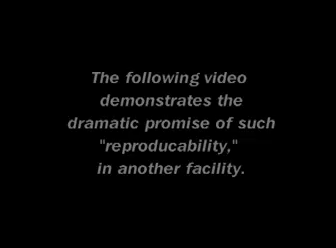 The following video
demonstrates the
dramatic promise of such
"reproducability,"
in another facility.